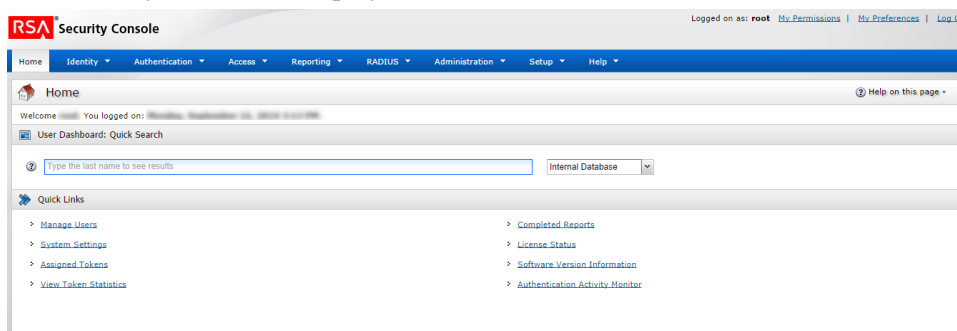 Logged on as: root My Permissions | My Preferences | Log
RSA Security Console
Home Identity Authentication Access Reporting RADIUS Administration Setup Help
Home
Help on this page
Welcome You logged on:
User Dashboard: Quick Search
Type the last name to see results
Internal Database
Quick Links
Manage Users
Completed Reports
System Settings
License Status
Assigned Tokens
Software Version Information
View Token Statistics
Authentication Activity Monitor